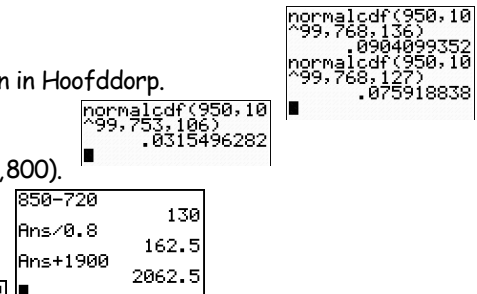 normalcdf(950,10
^99,768,136)
.0904099352
normalcdf(950,10
^99,768,127)
.075918838
n in Hoofddorp.
normalcdf(950,10
^99,753,106)
.0315496282
,800).
850-720
130
Ans/0.8
162.5
Ans+1900
2062.5